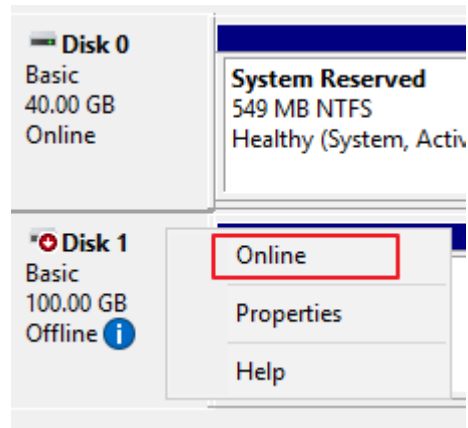 Disk 0
Basic
40.00 GB
Online
System Reserved
549 MB NTFS
Healthy (System, Activ
Disk 1
Basic
100.00 GB
Offline
Online
Properties
Help